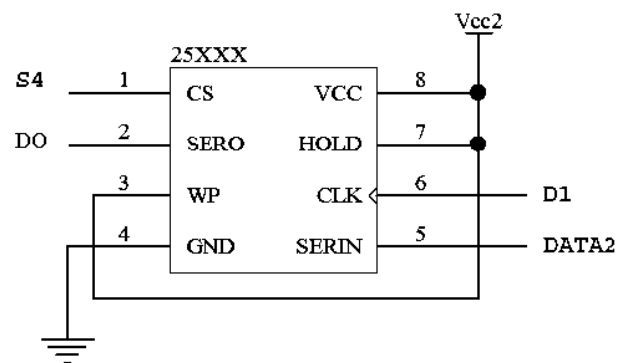 Vcc2
25XXX
S4 1 CS VCC 8
DO 2 SERO HOLD 7
3 WP CLK 6 D1
4 GND SERIN 5 DATA2